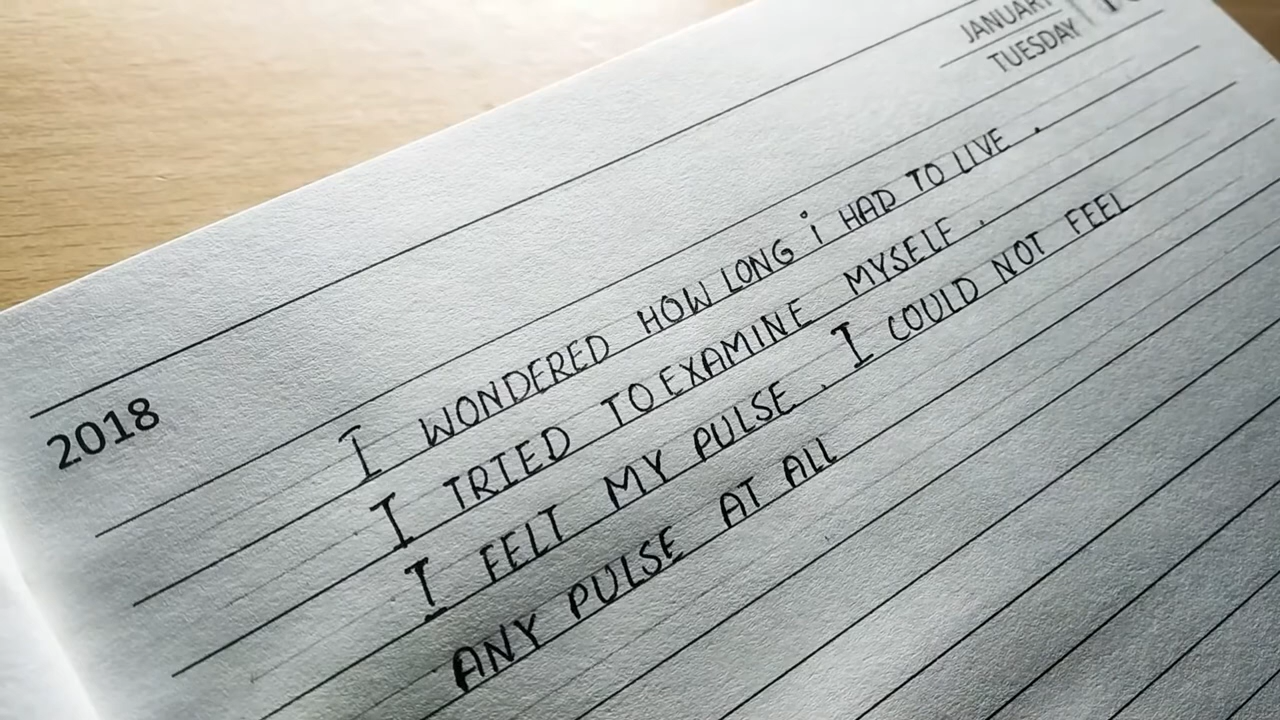 JANUARY
TUESDAY
2018
I WONDERED HOW LONG i HAD TO LIVE .
I TRIED TO EXAMINE MYSELF .
I FELT MY PULSE . I COULD NOT FEEL
ANY PULSE AT ALL